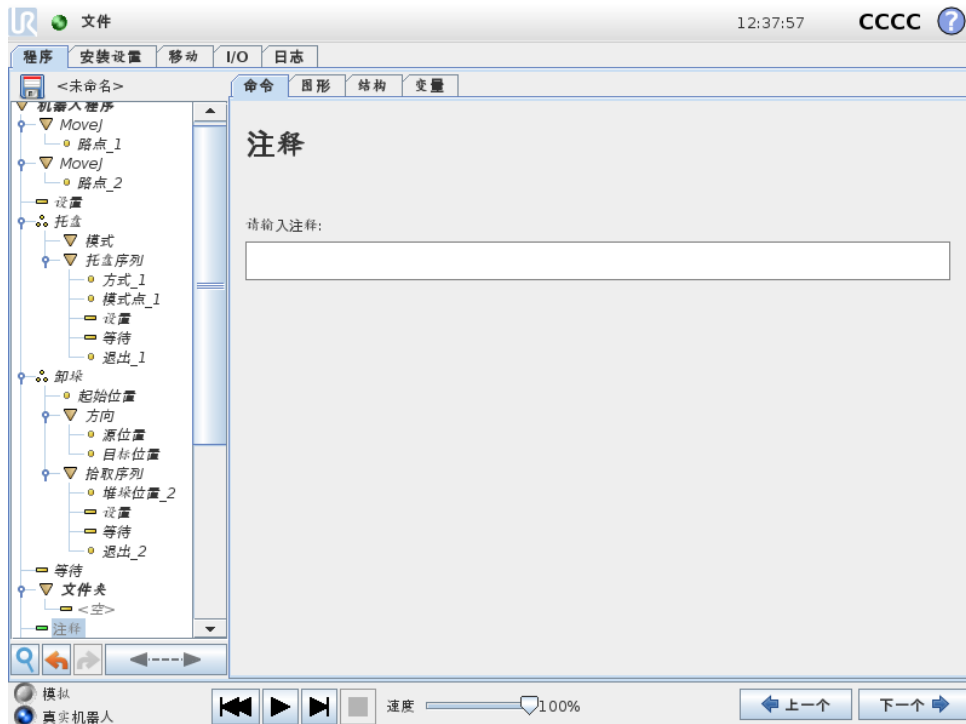 UR 文件 12:37:57 CCCC ?
程序 安装设置 移动 I/O 日志
<未命名> 命令 图形 结构 变量
机器人程序
MoveJ
路点_1
MoveJ
路点_2
设置
托盘
模式
托盘序列
方式_1
模式点_1
设置
等待
退出_1
卸垛
起始位置
方向
源位置
目标位置
拾取序列
堆垛位置_2
设置
等待
退出_2
等待
文件夹
<空>
注释
注释
请输入注释:
模拟
真实机器人
速度 100%
上一个 下一个